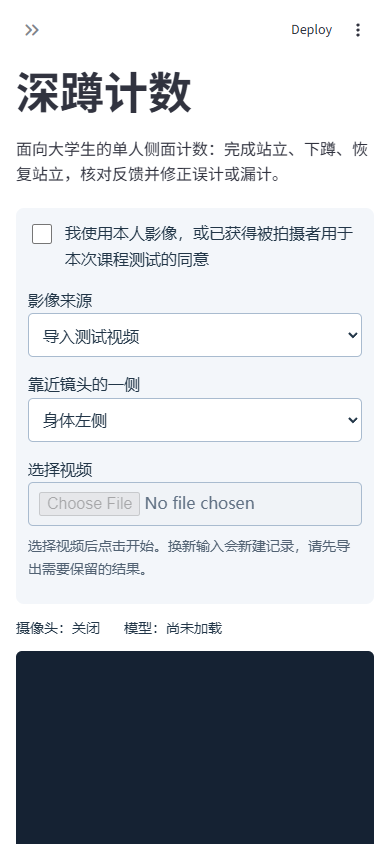 Deploy
深蹲计数
面向大学生的单人侧面计数：完成站立、下蹲、恢
复站立，核对反馈并修正误计或漏计。
我使用本人影像，或已获得被拍摄者用于
本次课程测试的同意
影像来源
导入测试视频
靠近镜头的一侧
身体左侧
选择视频
Choose File No file chosen
选择视频后点击开始。换新输入会新建记录，请先导
出需要保留的结果。
摄像头：关闭 模型：尚未加载